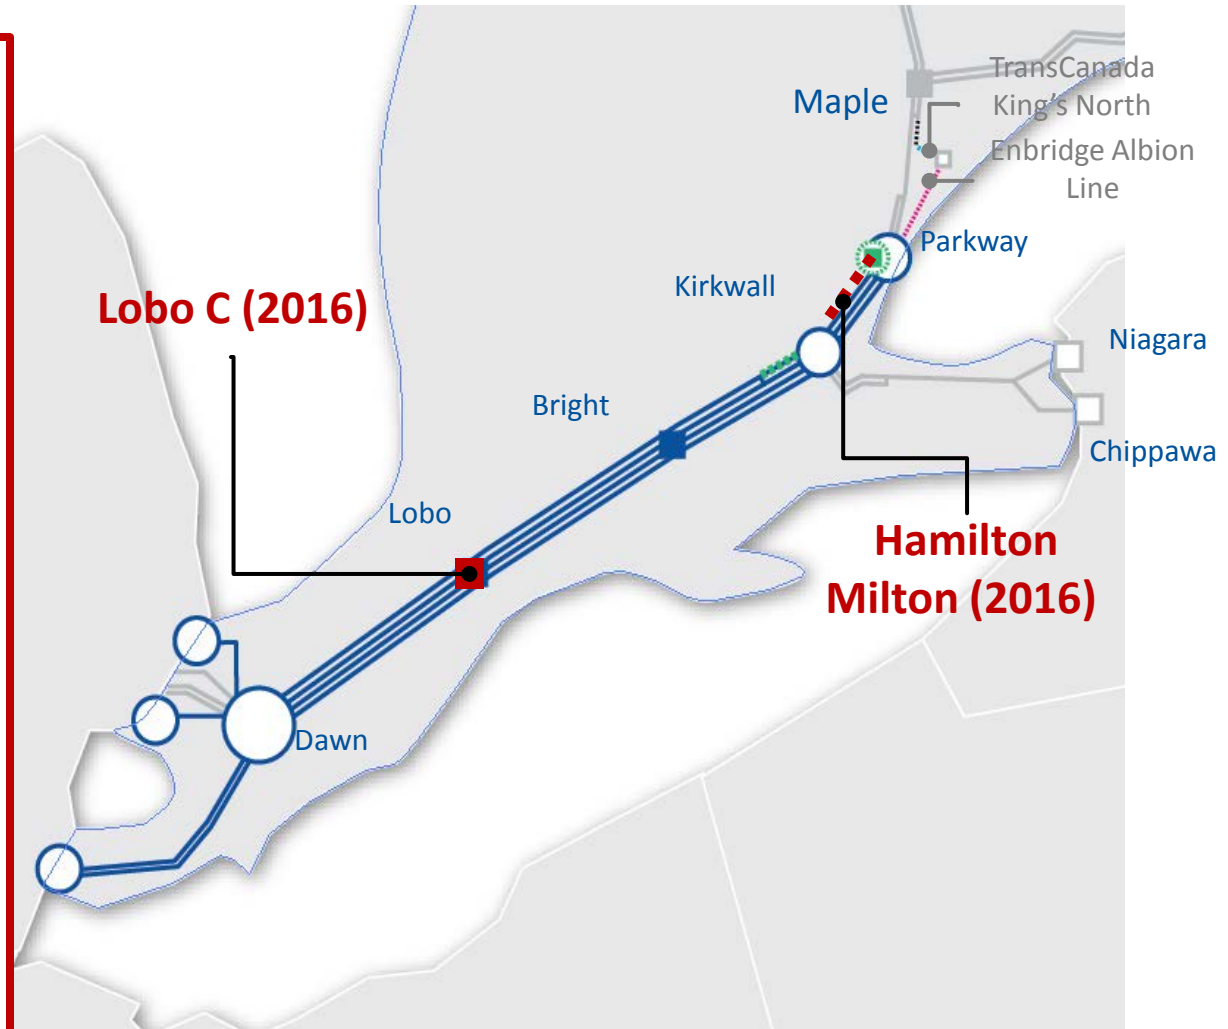 TransCanada
King's North
Maple
Enbridge Albion
Line
Parkway
Kirkwall
Lobo C (2016)
Niagara
Bright
Chippawa
Lobo
Hamilton
Milton (2016)
Dawn